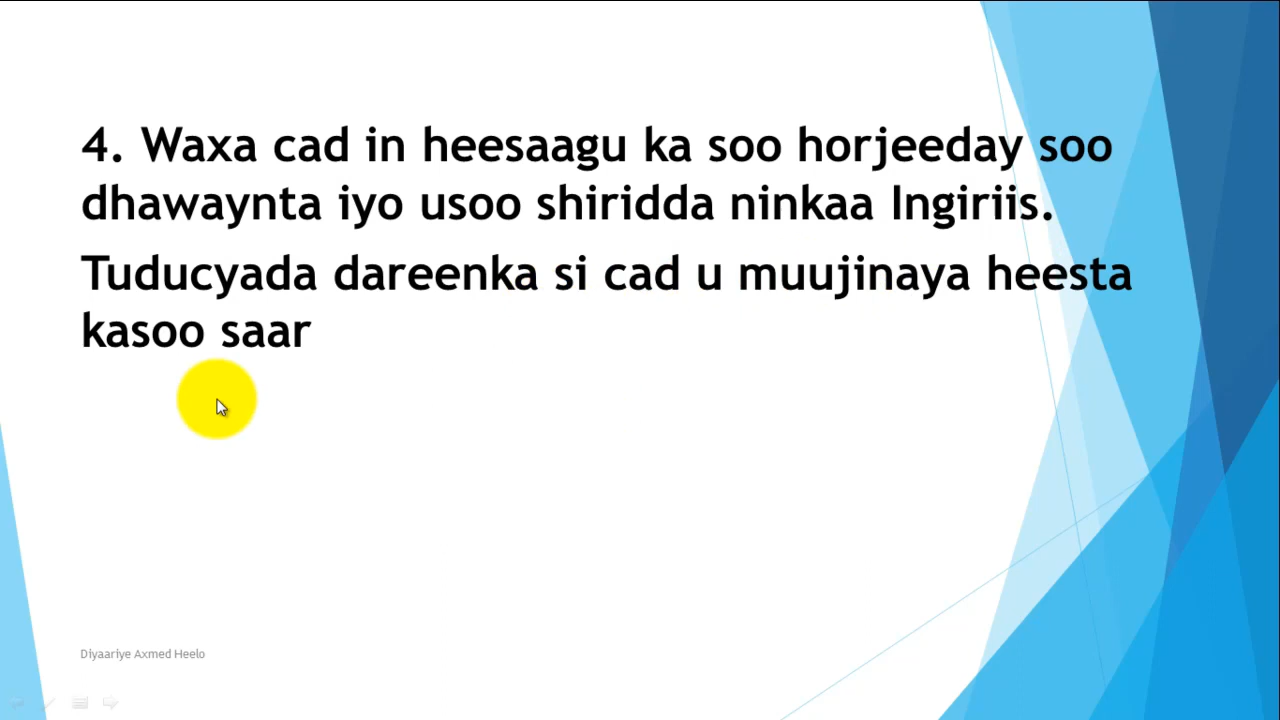 4. Waxa cad in heesaagu ka soo horjeeday soo
dhawaynta iyo usoo shiridda ninkaa Ingiriis.
Tuducyada dareenka si cad u muujinaya heesta
kasoo saar
Diyaariye Axmed Heelo